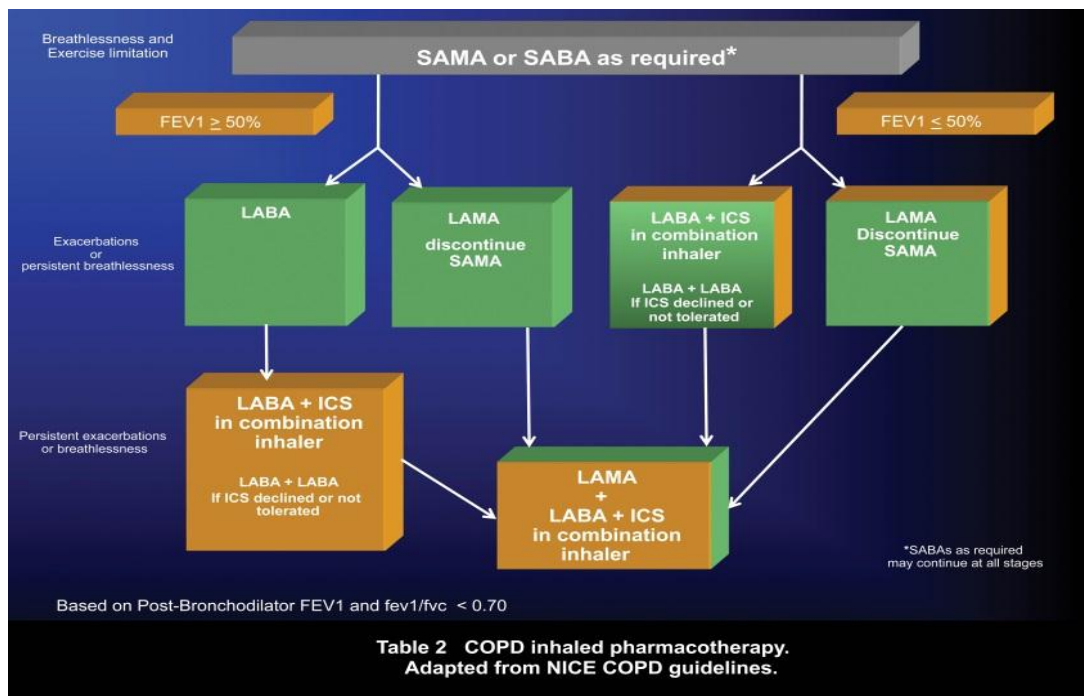 Breathlessness and
Exercise limitation
SAMA or SABA as required*
FEV1 ≥ 50%
FEV1 ≤ 50%
Exacerbations
or
persistent breathlessness
LABA
LAMA
discontinue
SAMA
LABA + ICS
in combination
inhaler
LABA + LABA
If ICS declined or
not tolerated
LAMA
Discontinue
SAMA
Persistent exacerbations
or breathlessness
LABA + ICS
in combination
inhaler
LABA + LABA
If ICS declined or not
tolerated
LAMA
+
LABA + ICS
in combination
inhaler
*SABAs as required
may continue at all stages
Based on Post-Bronchodilator FEV1 and fev1/fvc < 0.70
Table 2 COPD inhaled pharmacotherapy.
Adapted from NICE COPD guidelines.